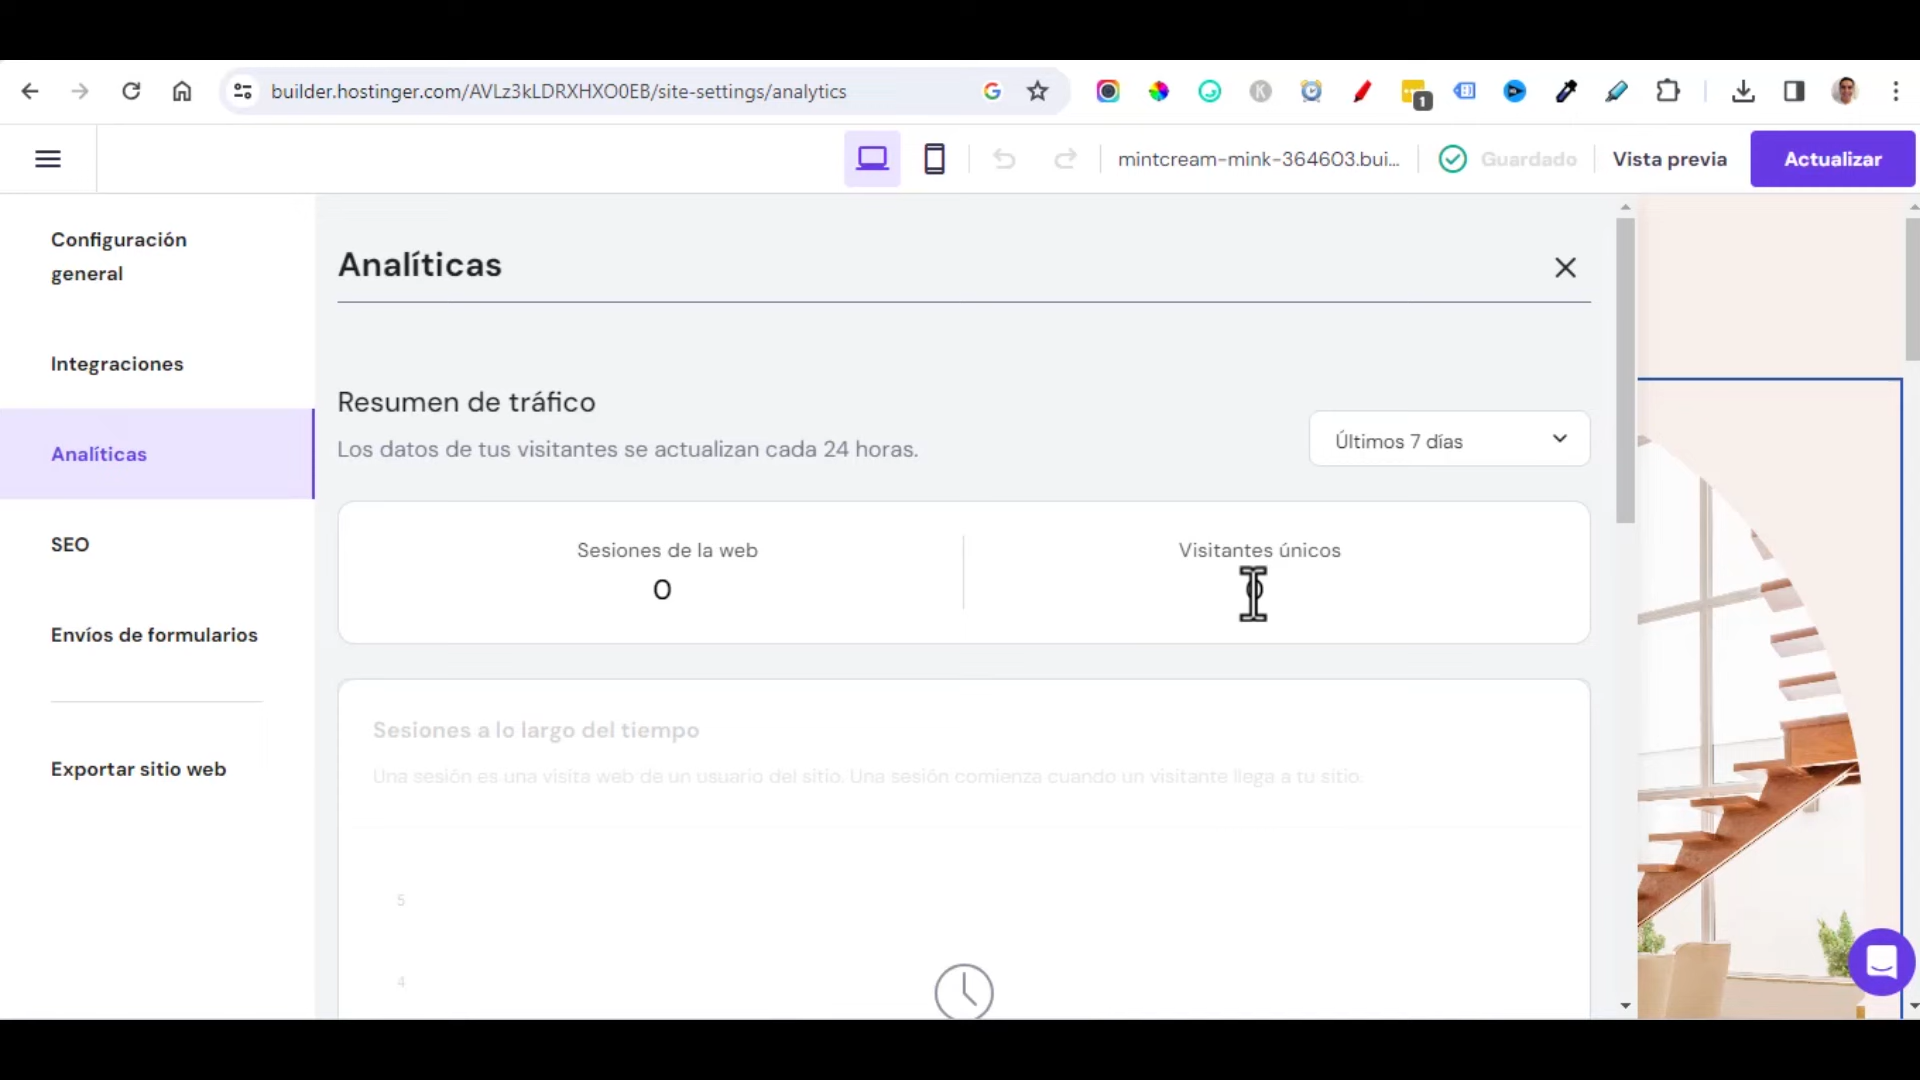 builder.hostinger.com/AVLz3kLDRXHXO0EB/site-settings/analytics
1
mintcream-mink-364603.bui...
Guardado
Vista previa
Actualizar
Configuración
general
Integraciones
Analíticas
SEO
Envíos de formularios
Exportar sitio web
Analíticas
Resumen de tráfico
Los datos de tus visitantes se actualizan cada 24 horas.
Últimos 7 días
Sesiones de la web
0
Visitantes únicos
Sesiones a lo largo del tiempo
Una sesión es una visita web de un usuario del sitio. Una sesión comienza cuando un visitante llega a tu sitio.
5
4